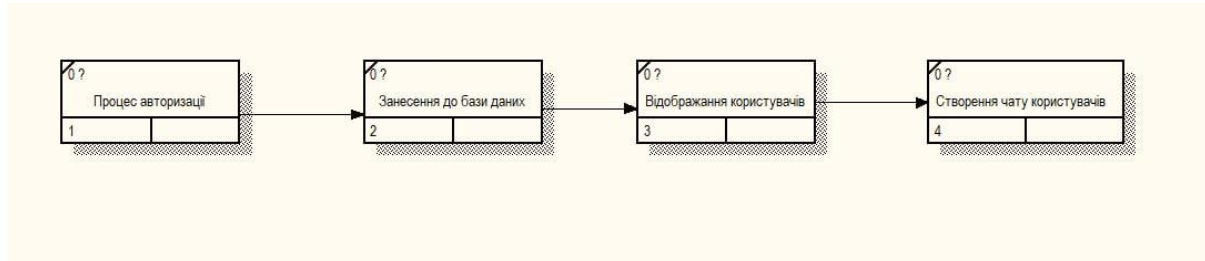 0 ?
Процес авторизації
1
0 ?
Занесення до бази даних
2
0 ?
Відображання користувачів
3
0 ?
Створення чату користувачів
4